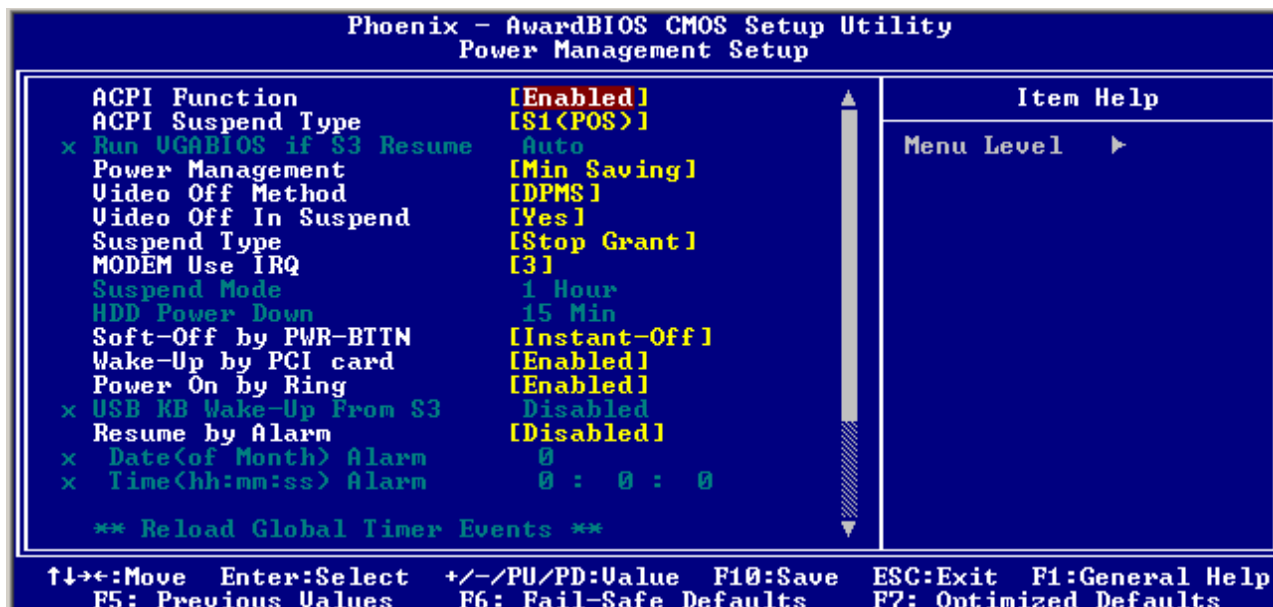 Phoenix - AwardBIOS CMOS Setup Utility
Power Management Setup
ACPI Function [Enabled]
ACPI Suspend Type [S1(POS)]
x Run VGABIOS if S3 Resume Auto
Power Management [Min Saving]
Video Off Method [DPMS]
Video Off In Suspend [Yes]
Suspend Type [Stop Grant]
MODEM Use IRQ [3]
Suspend Mode 1 Hour
HDD Power Down 15 Min
Soft-Off by PWR-BTTN [Instant-Off]
Wake-Up by PCI card [Enabled]
Power On by Ring [Enabled]
x USB KB Wake-Up From S3 Disabled
Resume by Alarm [Disabled]
x Date(of Month) Alarm 0
x Time(hh:mm:ss) Alarm 0 : 0 : 0
** Reload Global Timer Events **
Item Help
Menu Level ►
↑↓→←:Move Enter:Select +/-/PU/PD:Value F10:Save ESC:Exit F1:General Help
F5: Previous Values F6: Fail-Safe Defaults F7: Optimized Defaults